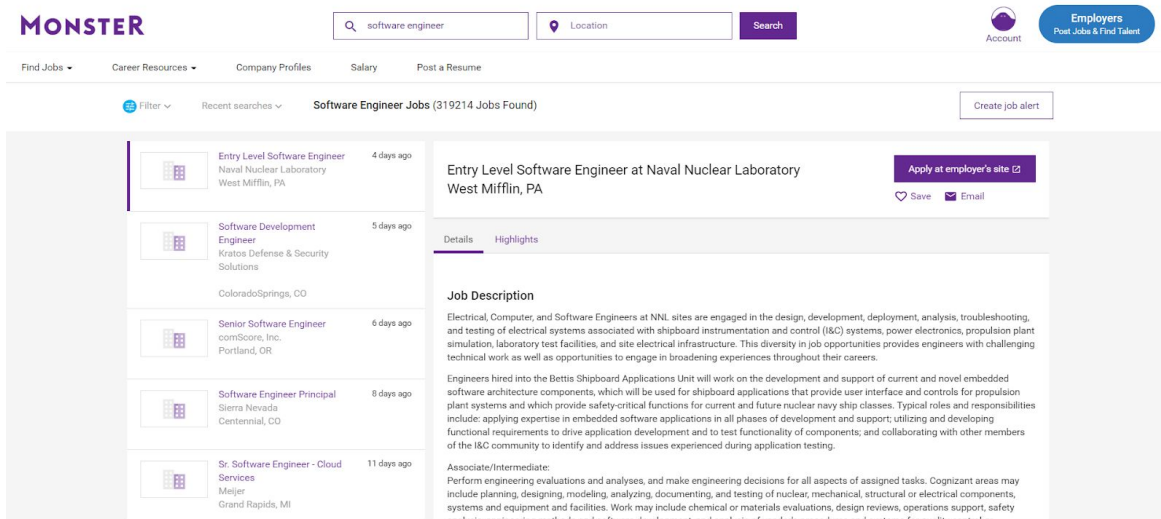 MONSTER
software engineer
Location
Search
Account
Employers
Post Jobs & Find Talent
Find Jobs
Career Resources
Company Profiles
Salary
Post a Resume
Filter
Recent searches
Software Engineer Jobs (319214 Jobs Found)
Create job alert
Entry Level Software Engineer
4 days ago
Naval Nuclear Laboratory
West Mifflin, PA
Software Development
5 days ago
Engineer
Kratos Defense & Security
Solutions
ColoradoSprings, CO
Senior Software Engineer
6 days ago
comScore, Inc.
Portland, OR
Software Engineer Principal
8 days ago
Sierra Nevada
Centennial, CO
Sr. Software Engineer - Cloud
11 days ago
Services
Meijer
Grand Rapids, MI
Entry Level Software Engineer at Naval Nuclear Laboratory
West Mifflin, PA
Apply at employer's site
Save
Email
Details
Highlights
Job Description
Electrical, Computer, and Software Engineers at NNL sites are engaged in the design, development, deployment, analysis, troubleshooting,
and testing of electrical systems associated with shipboard instrumentation and control (I&C) systems, power electronics, propulsion plant
simulation, laboratory test facilities, and site electrical infrastructure. This diversity in job opportunities provides engineers with challenging
technical work as well as opportunities to engage in broadening experiences throughout their careers.
Engineers hired into the Bettis Shipboard Applications Unit will work on the development and support of current and novel embedded
software architecture components, which will be used for shipboard applications that provide user interface and controls for propulsion
plant systems and which provide safety-critical functions for current and future nuclear navy ship classes. Typical roles and responsibilities
include: applying expertise in embedded software applications in all phases of development and support; utilizing and developing
functional requirements to drive application development and to test functionality of components; and collaborating with other members
of the I&C community to identify and address issues experienced during application testing.
Associate/Intermediate:
Perform engineering evaluations and analyses, and make engineering decisions for all aspects of assigned tasks. Cognizant areas may
include planning, designing, modeling, analyzing, documenting, and testing of nuclear, mechanical, structural or electrical components,
systems and equipment and facilities. Work may include chemical or materials evaluations, design reviews, operations support, safety